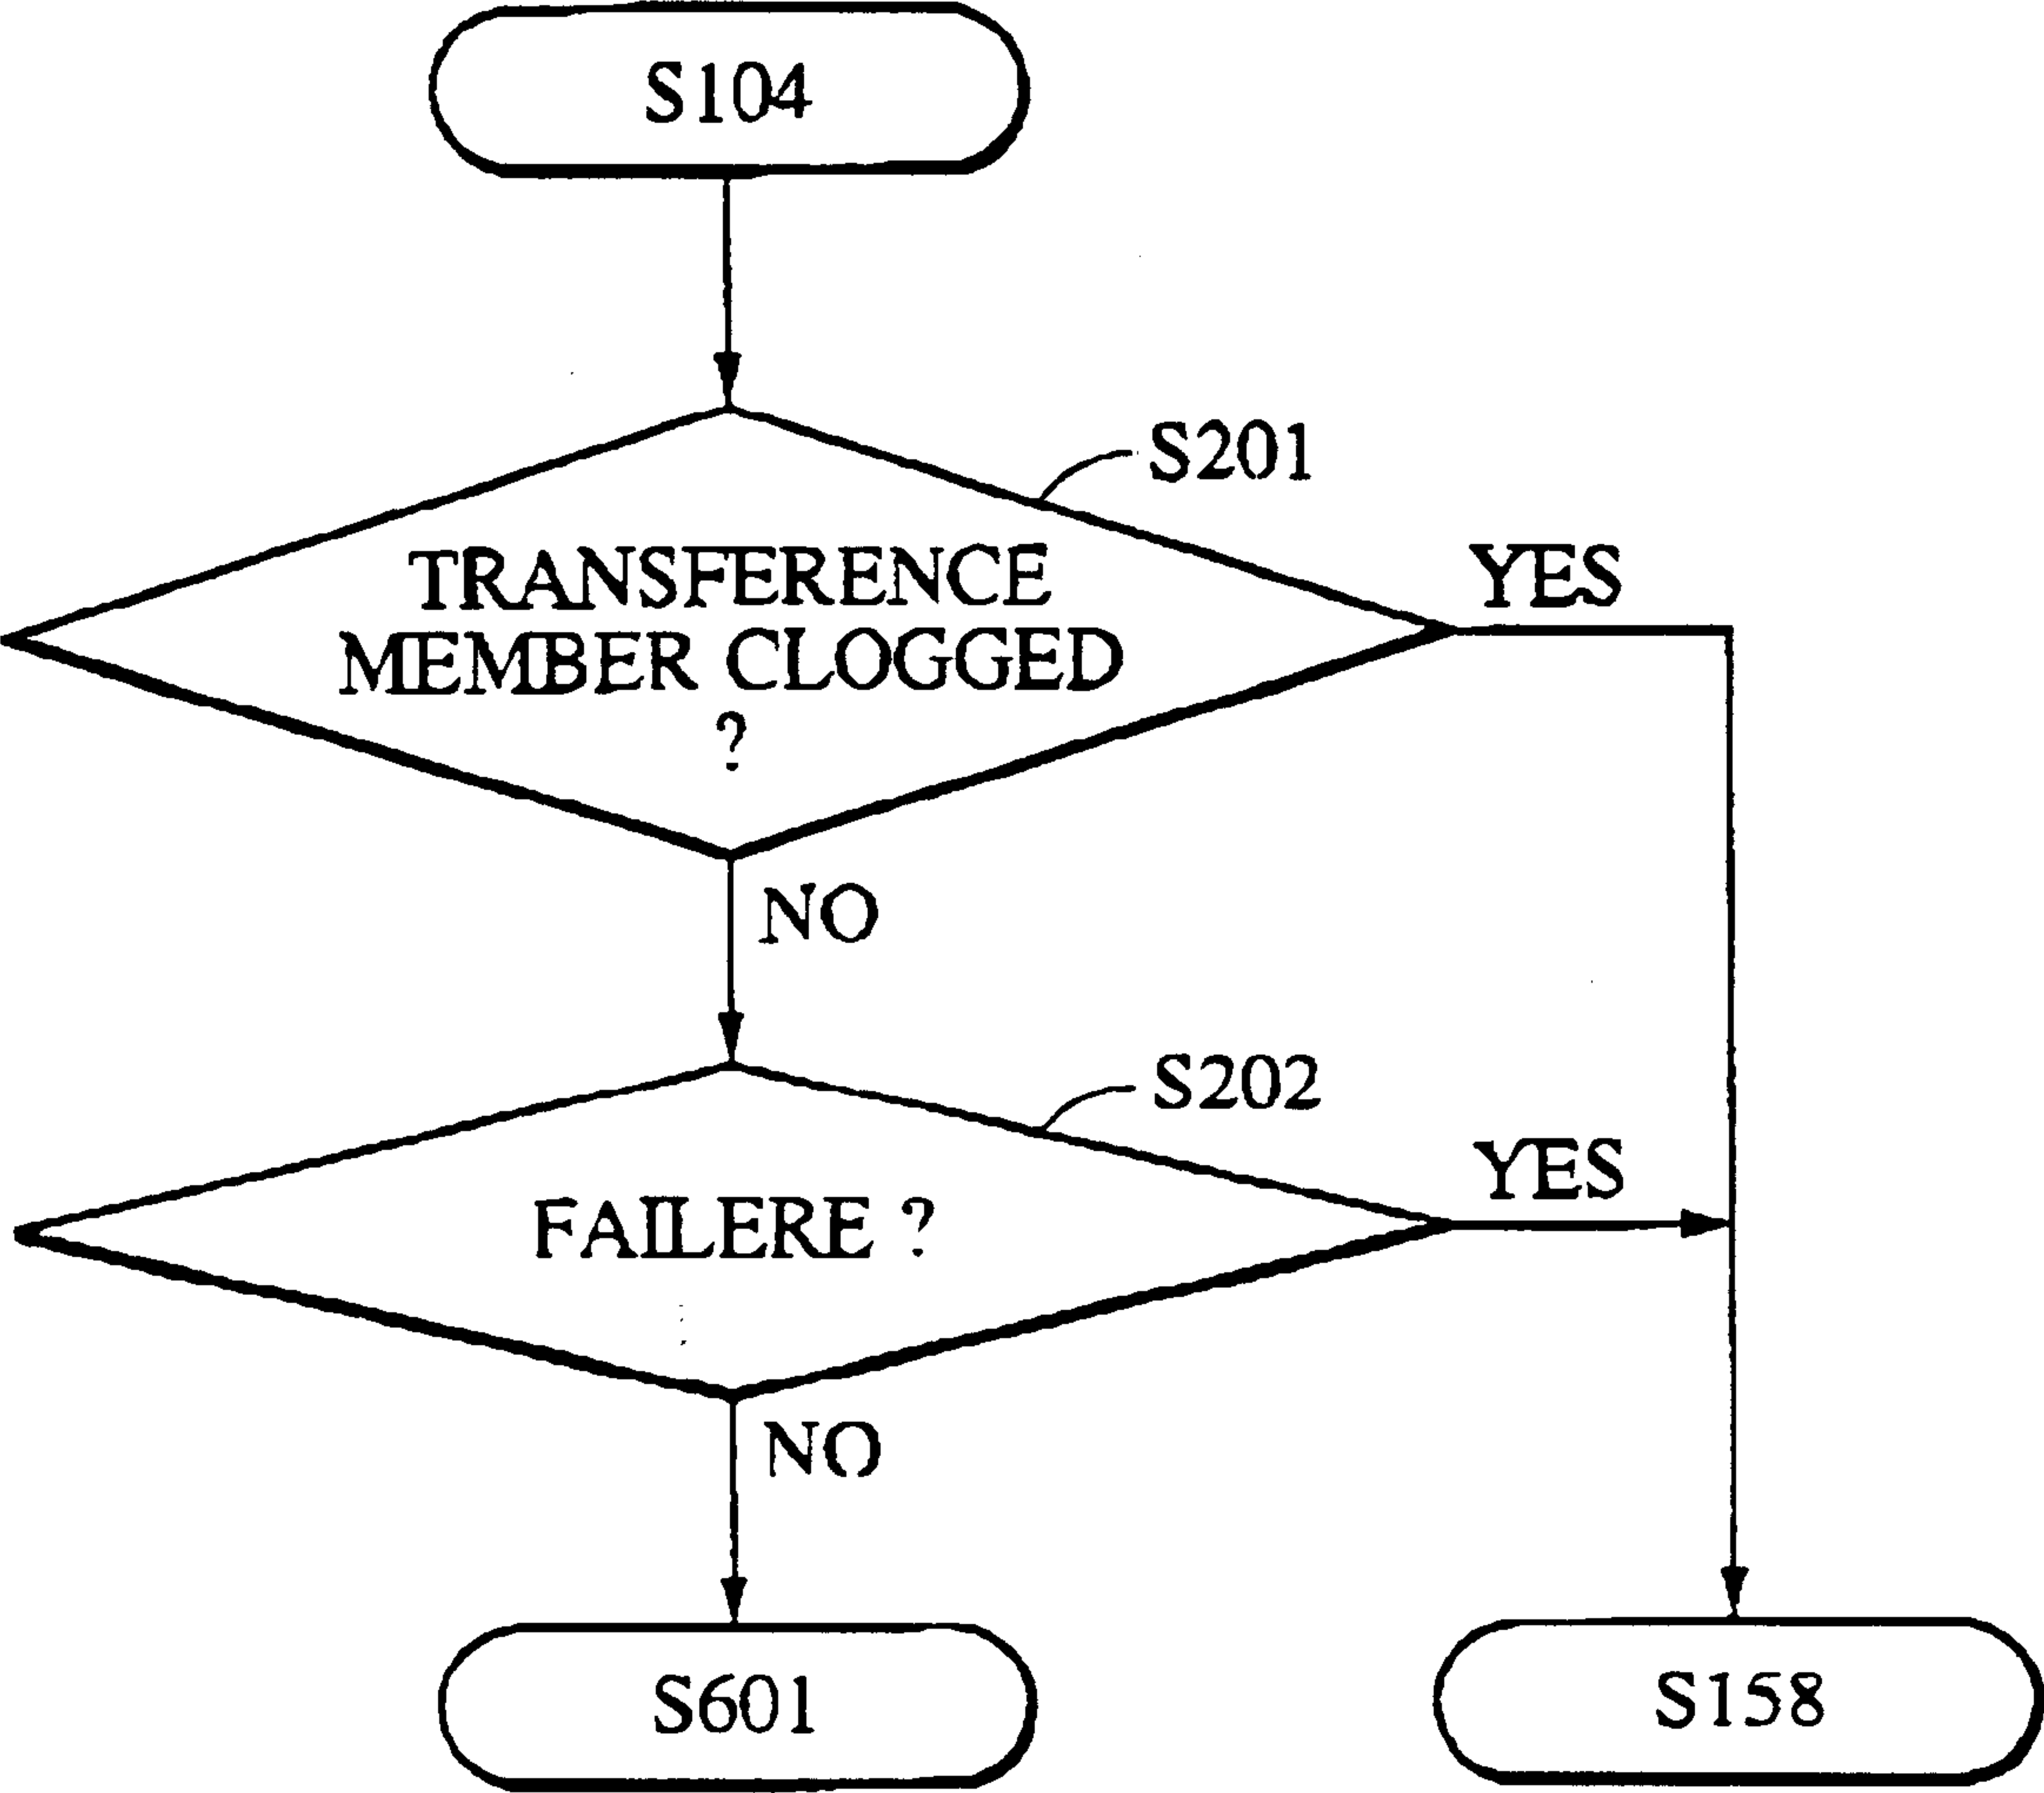 S104
S201
TRANSFERENCE
MEMBER CLOGGED
?
YES
NO
S202
FAILERE ?
YES
NO
S601
S158